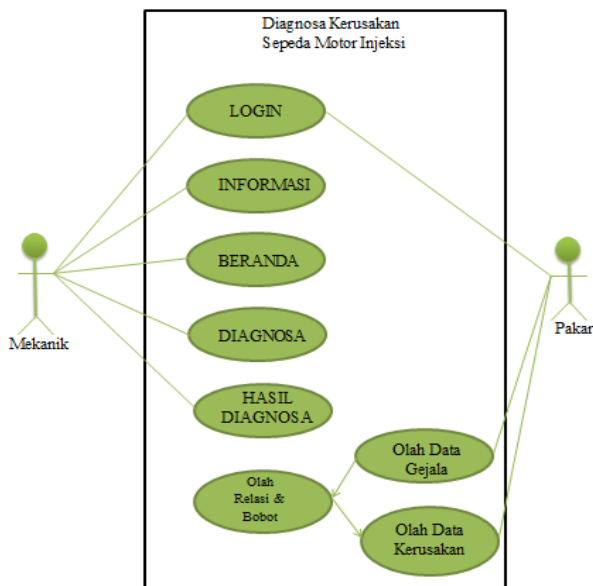 Diagnosa Kerusakan
Sepeda Motor Injeksi
LOGIN
INFORMASI
BERANDA
Mekanik
Pakar
DIAGNOSA
HASIL
DIAGNOSA
Olah Data
Gejala
Olah
Relasi &
Bobot
Olah Data
Kerusakan